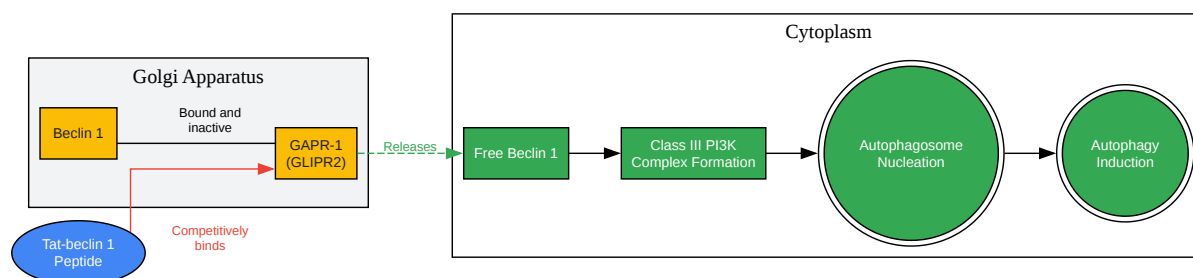 Cytoplasm
Golgi Apparatus
Bound and
inactive
Beclin 1
GAPR-1
(GLIPR2)
Releases
Free Beclin 1
Class III PI3K
Complex Formation
Autophagosome
Nucleation
Autophagy
Induction
Competitively
binds
Tat-beclin 1
Peptide